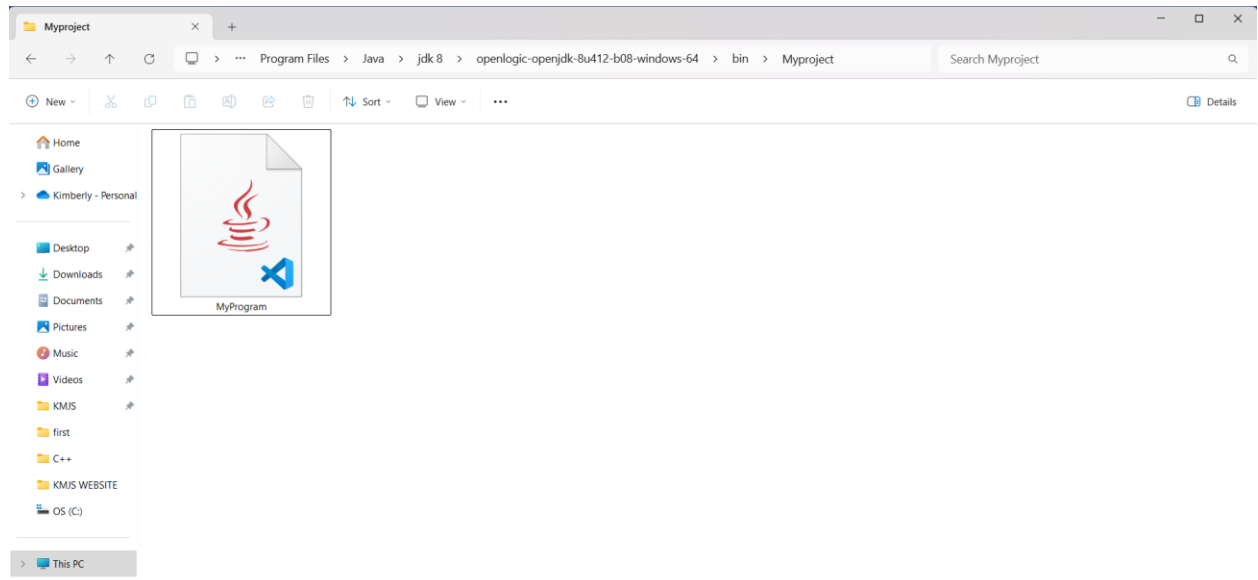 Myproject
Program Files > Java > jdk 8 > openlogic-openjdk-8u412-b08-windows-64 > bin > Myproject
Search Myproject
New
Sort
View
Details
Home
Gallery
Kimberly - Personal
Desktop
Downloads
Documents
Pictures
Music
Videos
KMJS
first
C++
KMJS WEBSITE
OS (C:)
This PC
MyProgram